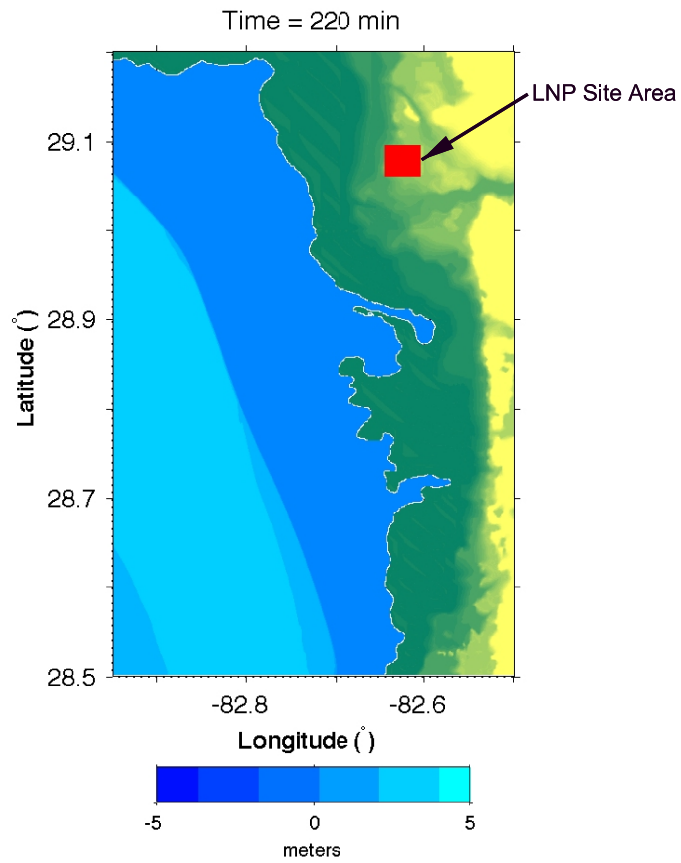 Time = 220 min
LNP Site Area
29.1
28.9
28.7
28.5
Latitude (°)
-82.8 -82.6
Longitude (°)
-5 0 5
meters